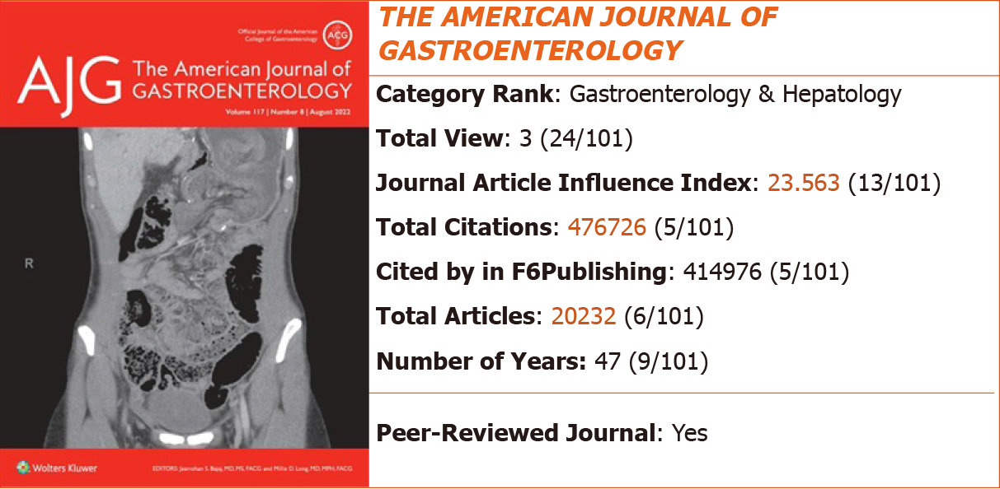 Official Journal of the American
College of Gastroenterology
ACG
AJG
The American Journal of
GASTROENTEROLOGY
Volume 117 | Number 8 | August 2022
R
Wolters Kluwer
EDITORS: Jasmohan S. Bajaj, MD, MS, FACG and Millie D. Long, MD, MPH, FACG
THE AMERICAN JOURNAL OF
GASTROENTEROLOGY
Category Rank: Gastroenterology & Hepatology
Total View: 3 (24/101)
Journal Article Influence Index: 23.563 (13/101)
Total Citations: 476726 (5/101)
Cited by in F6Publishing: 414976 (5/101)
Total Articles: 20232 (6/101)
Number of Years: 47 (9/101)
Peer-Reviewed Journal: Yes